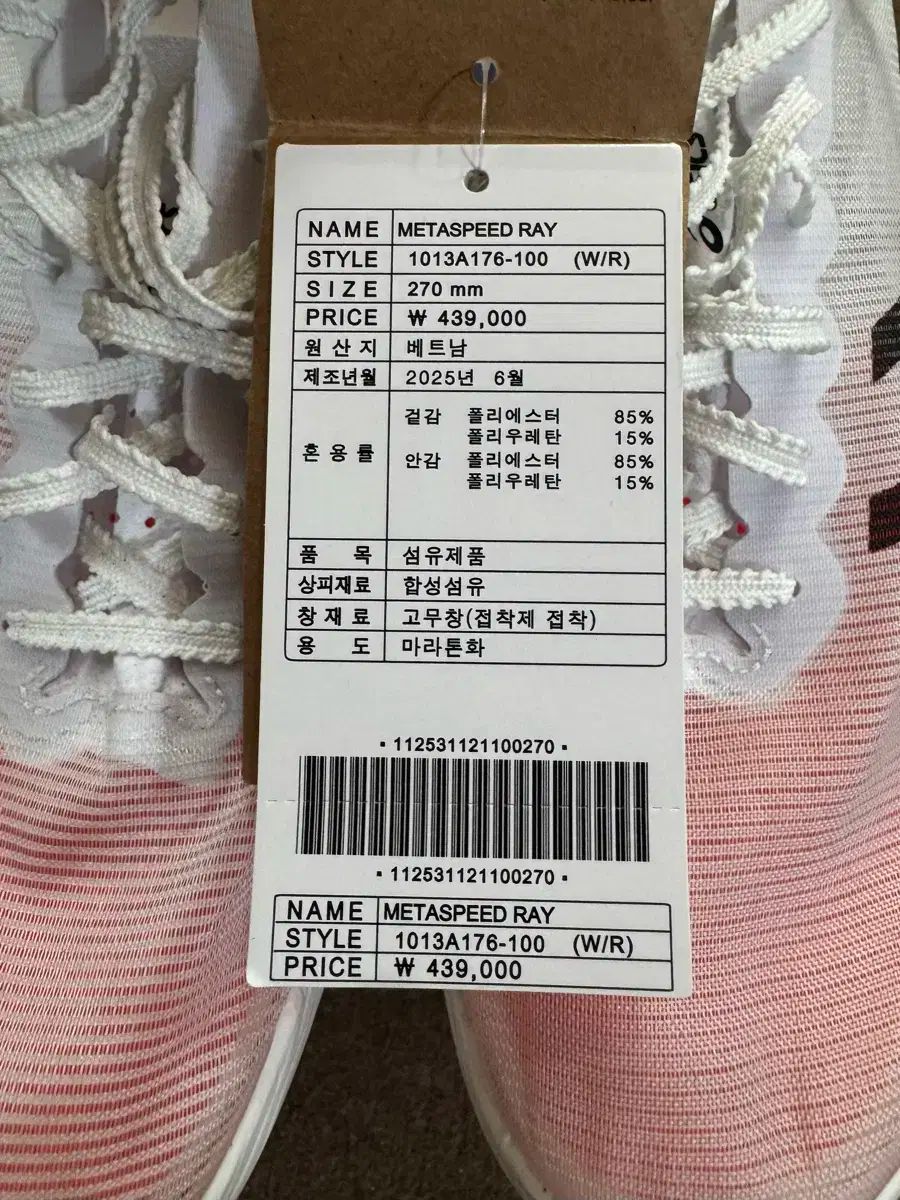 NAME METASPEED RAY
STYLE 1013A176-100 (W/R)
SIZE 270 mm
PRICE ₩ 439,000
원산지 베트남
제조년월 2025년 6월
혼용률 겉감 폴리에스터 85%
폴리우레탄 15%
안감 폴리에스터 85%
폴리우레탄 15%
품 목 섬유제품
상피재료 합성섬유
창재료 고무창(접착제 접착)
용 도 마라톤화
112531121100270
112531121100270
NAME METASPEED RAY
STYLE 1013A176-100 (W/R)
PRICE ₩ 439,000